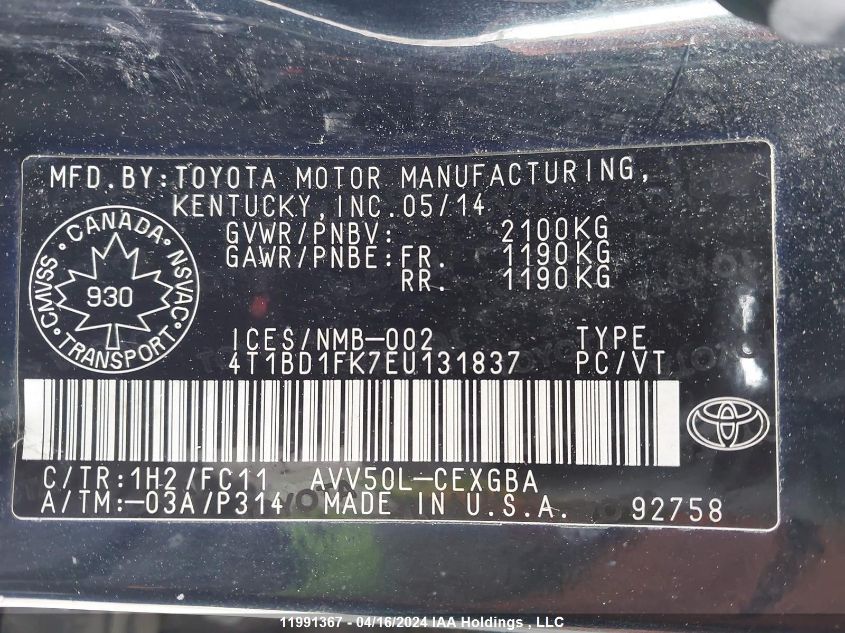 MFD.BY:TOYOTA MOTOR MANUFACTURING,
KENTUCKY,INC.05/14
GVWR/PNBV: 2100KG
GAWR/PNBE:FR. 1190KG
RR. 1190KG
CANADA
CMVSS NSVAC
930
TRANSPORT
ICES/NMB-002 TYPE
4T1BD1FK7EU131837 PC/VT
C/TR:1H2/FC11 AVV50L-CEXGBA
A/TM:-03A/P314 MADE IN U.S.A. 92758
TOYOTA
11991367 - 04/16/2024 IAA Holdings , LLC